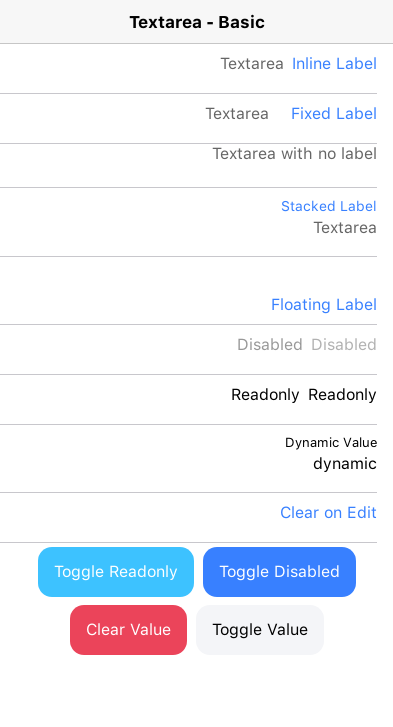 Textarea - Basic
Inline Label Textarea
Fixed Label Textarea
Textarea with no label
Stacked Label
Textarea
Floating Label
Disabled Disabled
Readonly Readonly
Dynamic Value
dynamic
Clear on Edit
Toggle Disabled Toggle Readonly
Toggle Value Clear Value